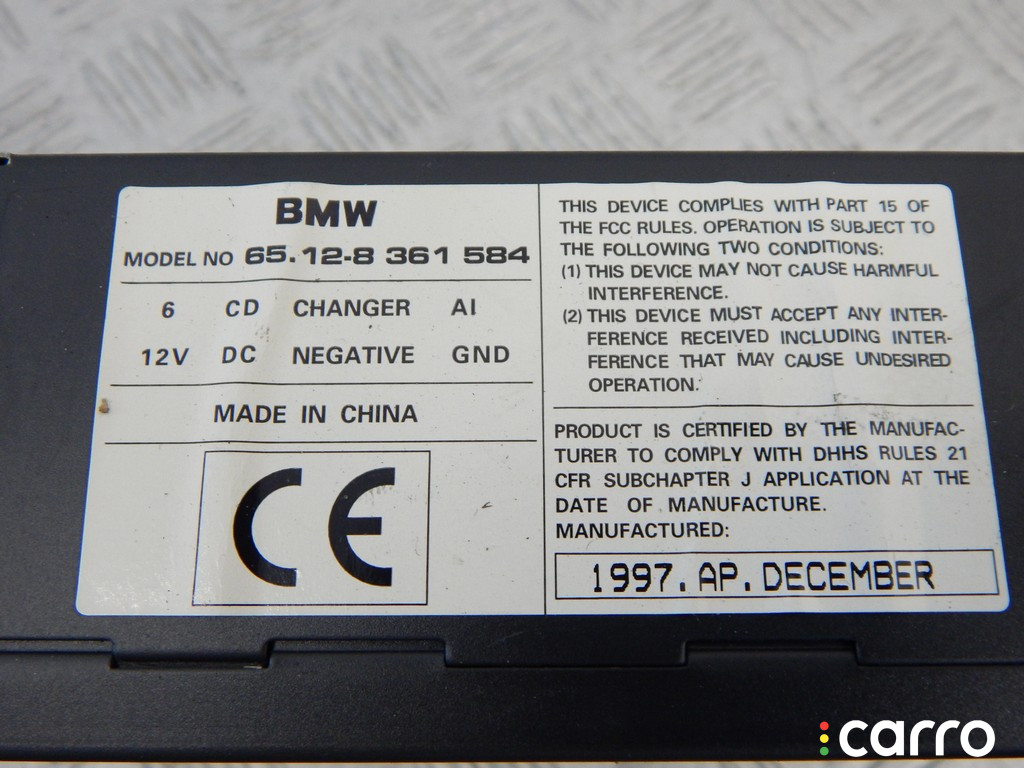 BMW
MODEL NO 65.12-8 361 584
6 CD CHANGER AI
12V DC NEGATIVE GND
MADE IN CHINA
CE
THIS DEVICE COMPLIES WITH PART 15 OF
THE FCC RULES. OPERATION IS SUBJECT TO
THE FOLLOWING TWO CONDITIONS:
(1) THIS DEVICE MAY NOT CAUSE HARMFUL
INTERFERENCE.
(2) THIS DEVICE MUST ACCEPT ANY INTER-
FERENCE RECEIVED INCLUDING INTER-
FERENCE THAT MAY CAUSE UNDESIRED
OPERATION.
PRODUCT IS CERTIFIED BY THE MANUFAC-
TURER TO COMPLY WITH DHHS RULES 21
CFR SUBCHAPTER J APPLICATION AT THE
DATE OF MANUFACTURE.
MANUFACTURED:
1997. AP. DECEMBER
carro